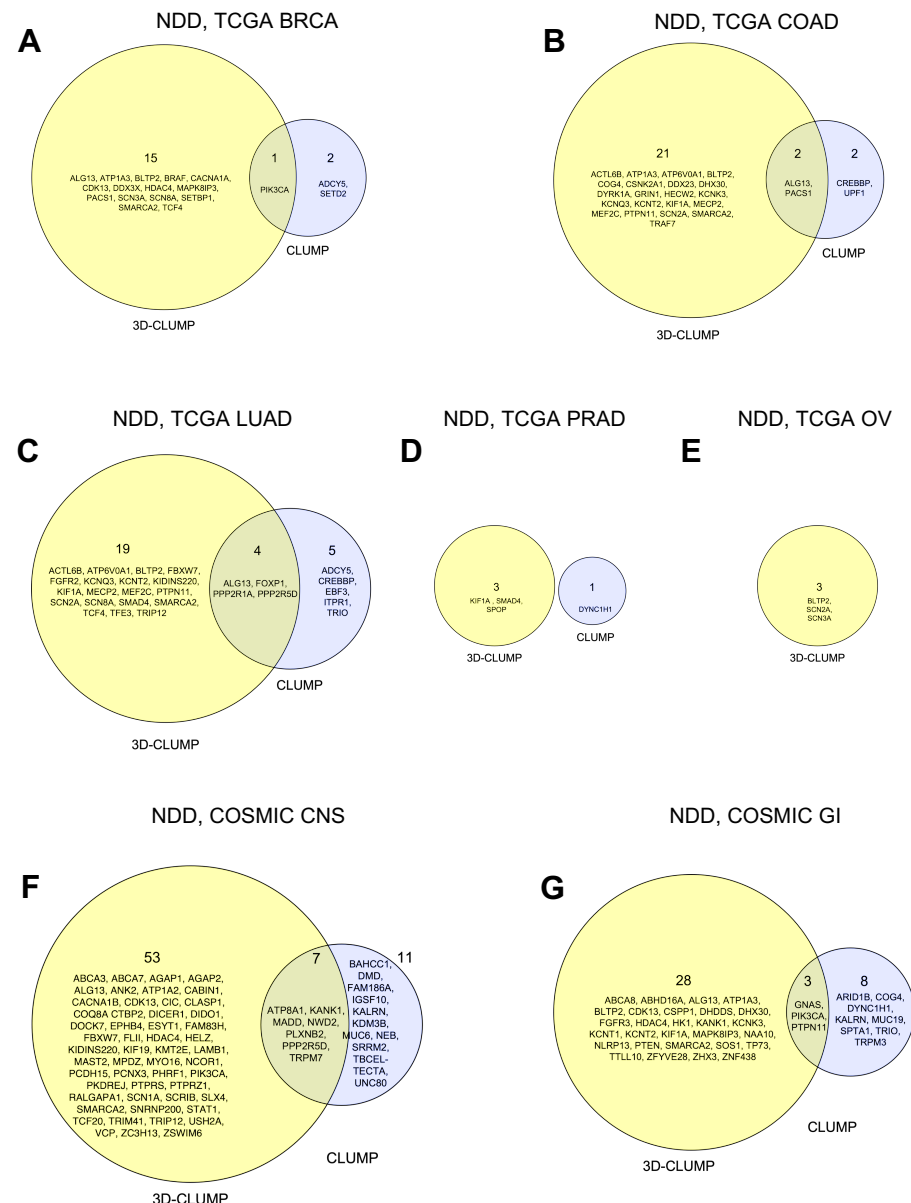 NDD, TCGA BRCA
A
15
ALG13, ATP1A3, BLTP2, BRAF, CACNA1A,
CDK13, DDX3X, HDAC4, MAPK8IP3,
PACS1, SCN3A, SCN8A, SETBP1,
SMARCA2, TCF4
1
PIK3CA
2
ADCY5,
SETD2
CLUMP
3D-CLUMP
NDD, TCGA COAD
B
21
ACTL6B, ATP1A3, ATP6V0A1, BLTP2,
COG4, CSNK2A1, DDX23, DHX30,
DYRK1A, GRIN1, HECW2, KCNK3,
KCNQ3, KCNT2, KIF1A, MECP2,
MEF2C, PTPN11, SCN2A, SMARCA2,
TRAF7
2
ALG13,
PACS1
2
CREBBP,
UPF1
CLUMP
3D-CLUMP
NDD, TCGA LUAD
C
19
ACTL6B, ATP6V0A1, BLTP2, FBXW7,
FGFR2, KCNQ3, KCNT2, KIDINS220,
KIF1A, MECP2, MEF2C, PTPN11,
SCN2A, SCN8A, SMAD4, SMARCA2,
TCF4, TFE3, TRIP12
4
ALG13, FOXP1,
PPP2R1A, PPP2R5D
5
ADCY5,
CREBBP,
EBF3,
ITPR1,
TRIO
CLUMP
3D-CLUMP
NDD, TCGA PRAD
D
3
KIF1A , SMAD4,
SPOP
1
DYNC1H1
CLUMP
3D-CLUMP
NDD, TCGA OV
E
3
BLTP2,
SCN2A,
SCN3A
3D-CLUMP
NDD, COSMIC CNS
F
53
ABCA3, ABCA7, AGAP1, AGAP2,
ALG13, ANK2, ATP1A2, CABIN1,
CACNA1B, CDK13, CIC, CLASP1,
COQ8A CTBP2, DICER1, DIDO1,
DOCK7, EPHB4, ESYT1, FAM83H,
FBXW7, FLII, HDAC4, HELZ,
KIDINS220, KIF19, KMT2E, LAMB1,
MAST2, MPDZ, MYO16, NCOR1,
PCDH15, PCNX3, PHRF1, PIK3CA,
PKDREJ, PTPRS, PTPRZ1,
RALGAPA1, SCN1A, SCRIB, SLX4,
SMARCA2, SNRNP200, STAT1,
TCF20, TRIM41, TRIP12, USH2A,
VCP, ZC3H13, ZSWIM6
7
ATP8A1, KANK1,
MADD, NWD2,
PLXNB2,
PPP2R5D,
TRPM7
11
BAHCC1,
DMD,
FAM186A,
IGSF10,
KALRN,
KDM3B,
MUC6, NEB,
SRRM2,
TBCEL-
TECTA,
UNC80
CLUMP
3D-CLUMP
NDD, COSMIC GI
G
28
ABCA8, ABHD16A, ALG13, ATP1A3,
BLTP2, CDK13, CSPP1, DHDDS, DHX30,
FGFR3, HDAC4, HK1, KANK1, KCNK3,
KCNT1, KCNT2, KIF1A, MAPK8IP3, NAA10,
NLRP13, PTEN, SMARCA2, SOS1, TP73,
TTLL10, ZFYVE28, ZHX3, ZNF438
3
GNAS,
PIK3CA,
PTPN11
8
ARID1B, COG4,
DYNC1H1,
KALRN, MUC19,
SPTA1, TRIO,
TRPM3
CLUMP
3D-CLUMP